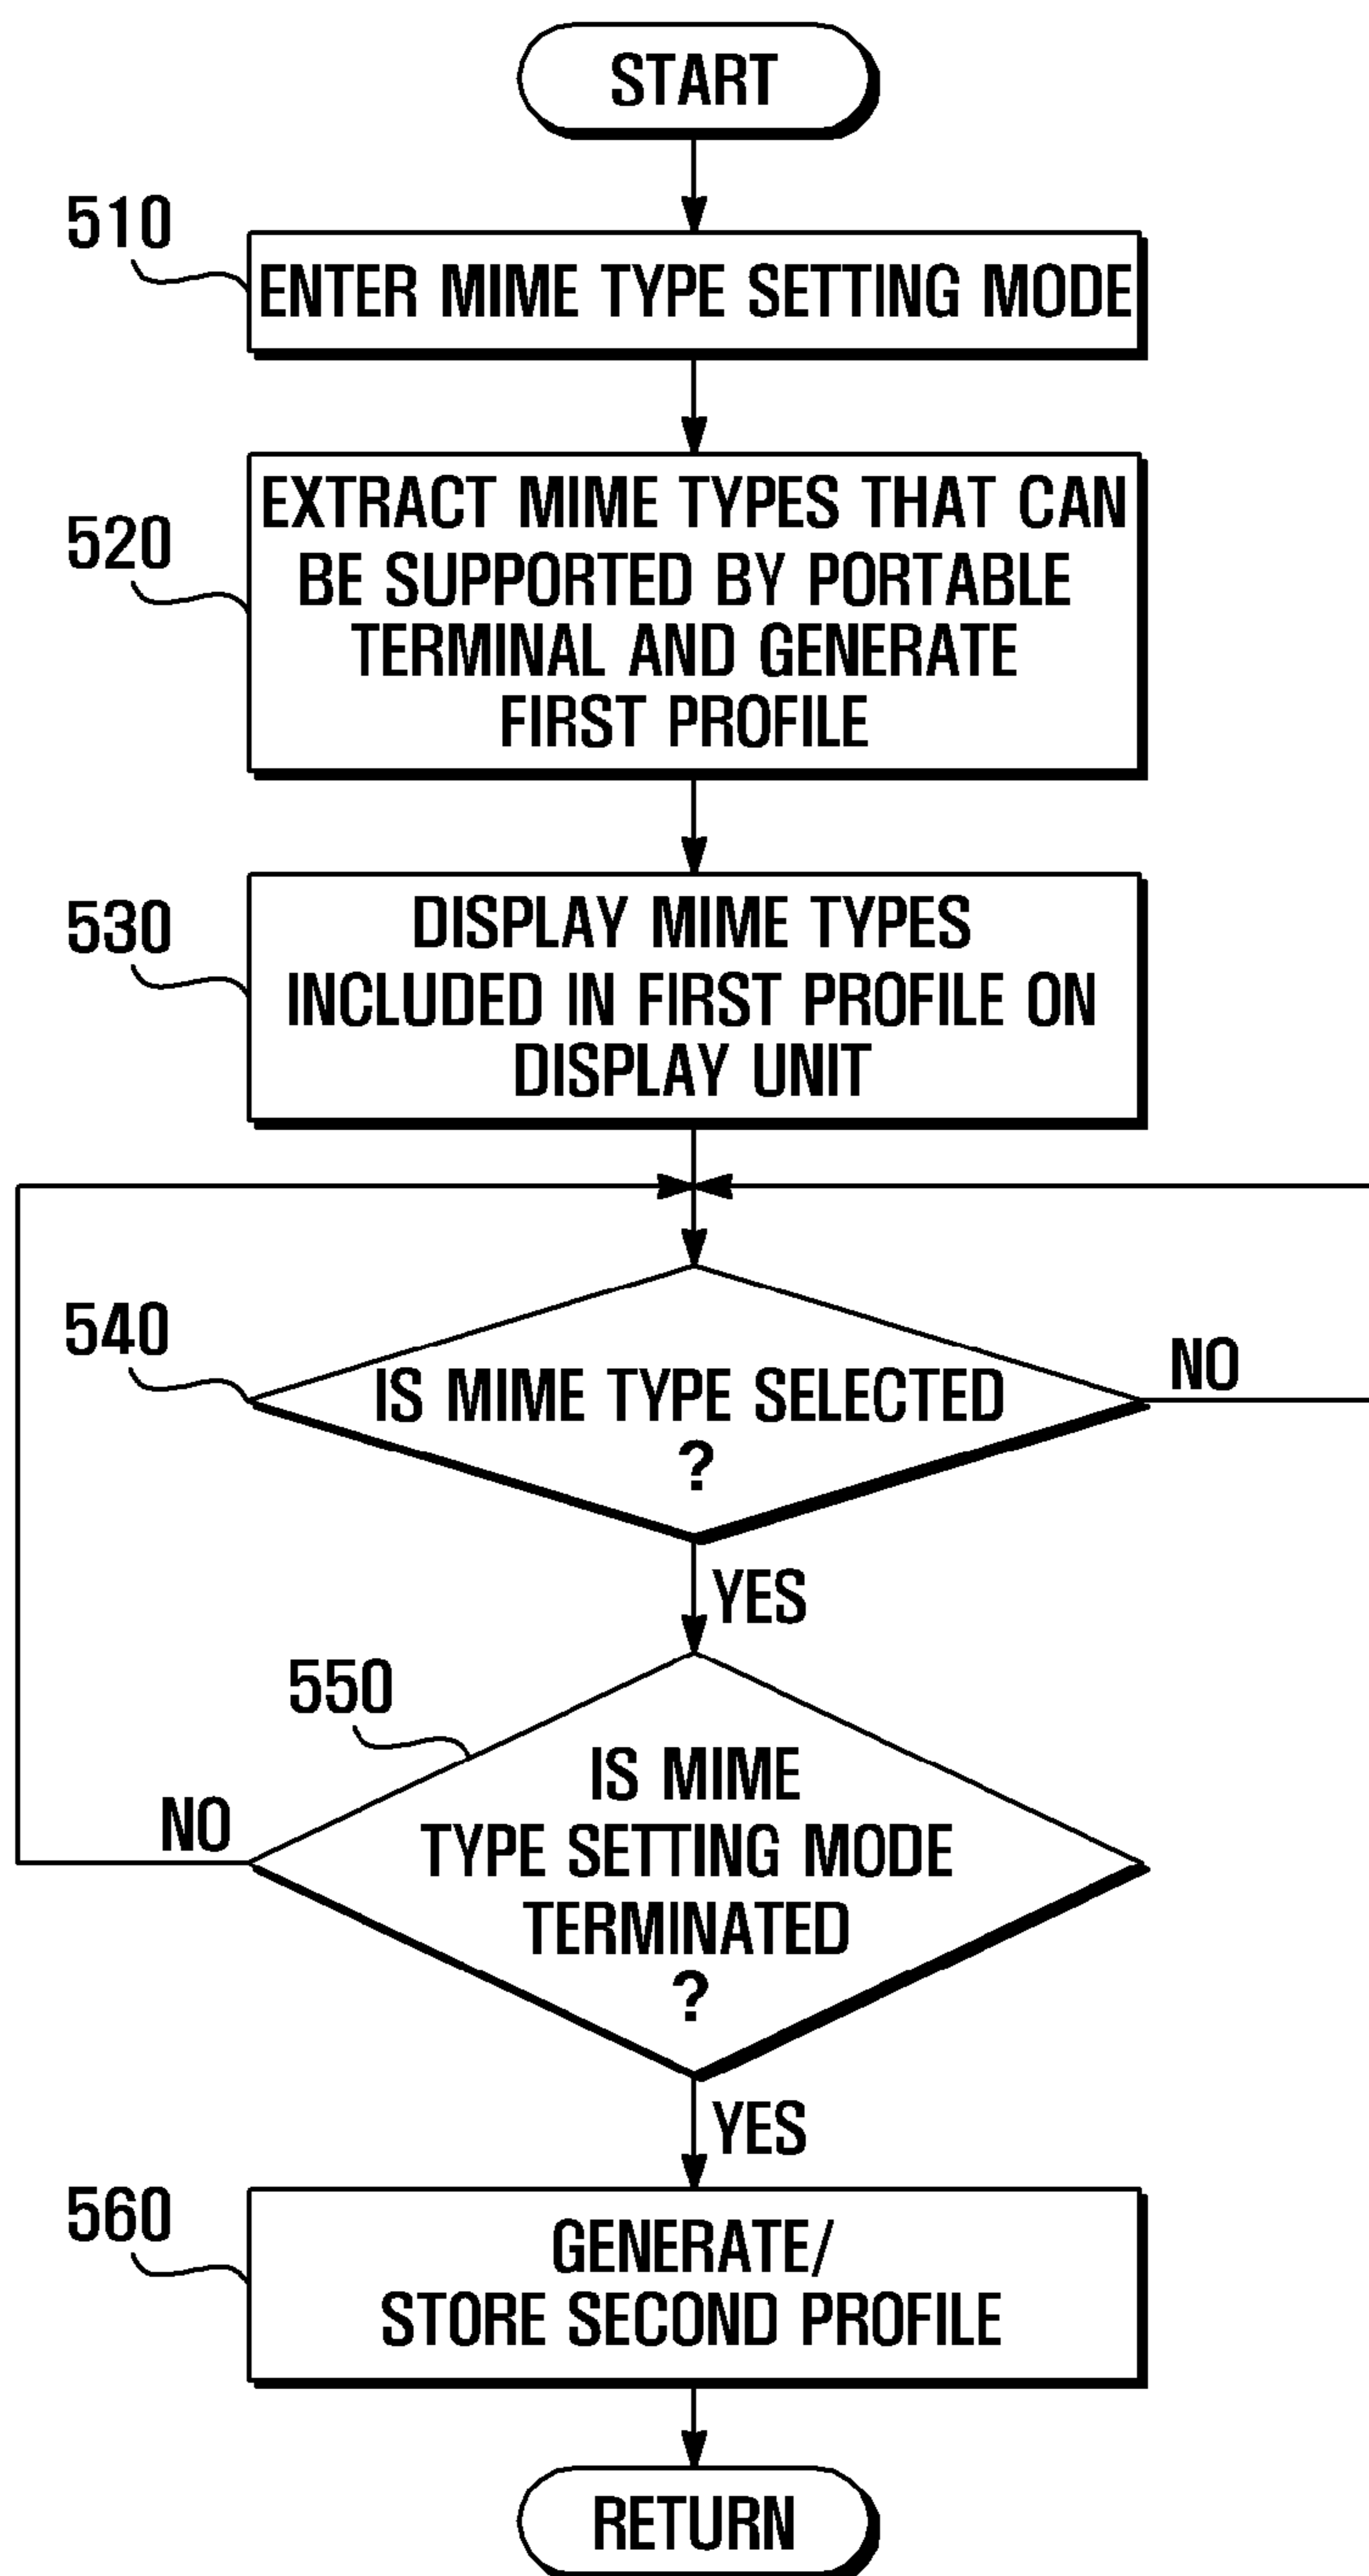 START
510
ENTER MIME TYPE SETTING MODE
520
EXTRACT MIME TYPES THAT CAN
BE SUPPORTED BY PORTABLE
TERMINAL AND GENERATE
FIRST PROFILE
530
DISPLAY MIME TYPES
INCLUDED IN FIRST PROFILE ON
DISPLAY UNIT
540
IS MIME TYPE SELECTED
?
NO
YES
550
IS MIME
TYPE SETTING MODE
TERMINATED
?
NO
YES
560
GENERATE/
STORE SECOND PROFILE
RETURN